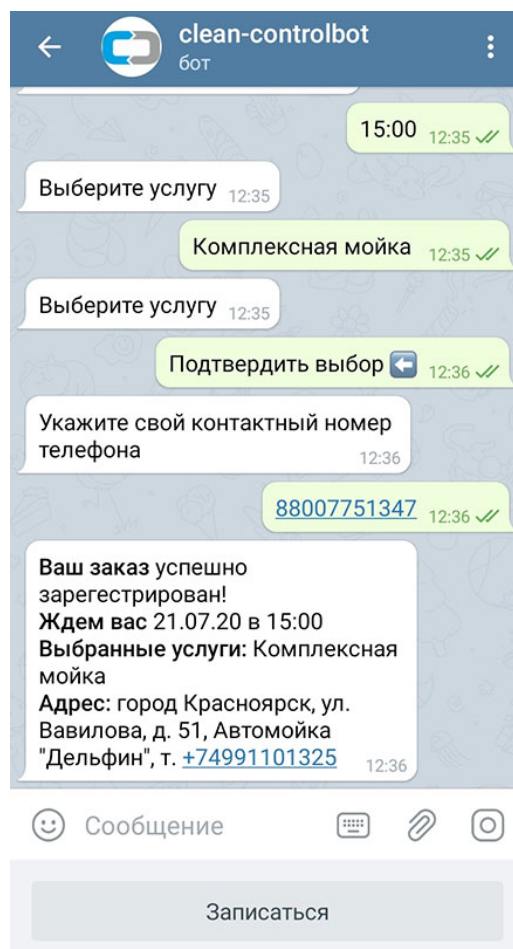 clean-controlbot
бот
15:00 12:35
Выберите услугу 12:35
Комплексная мойка 12:35
Выберите услугу 12:35
Подтвердить выбор 12:36
Укажите свой контактный номер
телефона 12:36
88007751347 12:36
Ваш заказ успешно
зарегестрирован!
Ждем вас 21.07.20 в 15:00
Выбранные услуги: Комплексная
мойка
Адрес: город Красноярск, ул.
Вавилова, д. 51, Автомойка
"Дельфин", т. +74991101325 12:36
Сообщение
Записаться